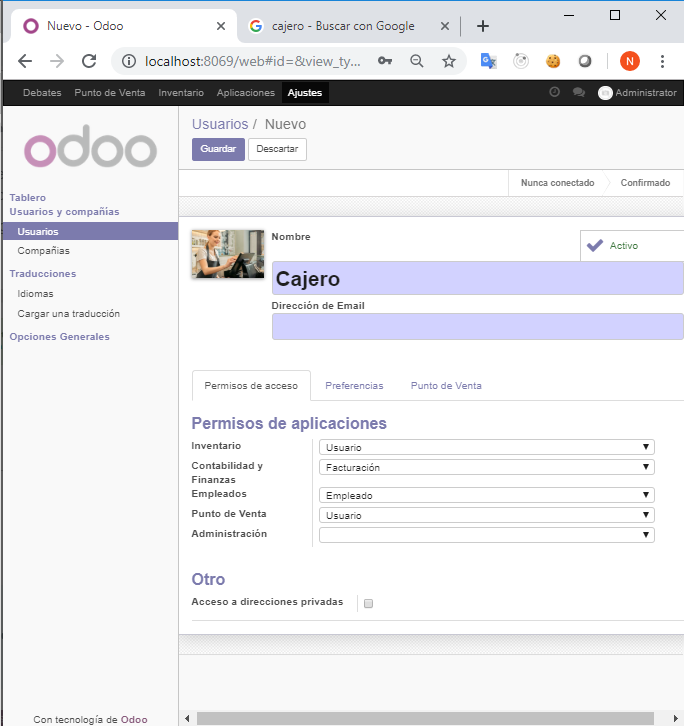 Nuevo - Odoo
cajero - Buscar con Google
localhost:8069/web#id=&view_ty...
N
Debates Punto de Venta Inventario Aplicaciones Ajustes Administrator
odoo
Usuarios / Nuevo
Guardar Descartar
Nunca conectado Confirmado
Tablero
Usuarios y compañías
Usuarios
Compañias
Traducciones
Idiomas
Cargar una traducción
Opciones Generales
Nombre
Activo
Cajero
Dirección de Email
Permisos de acceso Preferencias Punto de Venta
Permisos de aplicaciones
Inventario Usuario
Contabilidad y Finanzas Facturación
Empleados Empleado
Punto de Venta Usuario
Administración
Otro
Acceso a direcciones privadas
Con tecnología de Odoo